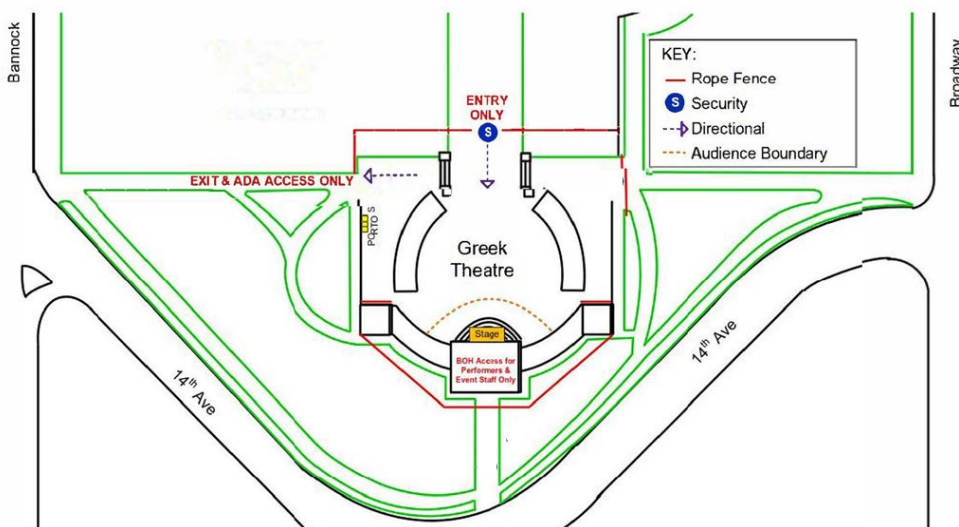 Bannock
Broadway
KEY:
Rope Fence
S Security
Directional
Audience Boundary
ENTRY
ONLY
S
EXIT & ADA ACCESS ONLY
PORTO S
Greek
Theatre
Stage
BOH Access for
Performers &
Event Staff Only
14th Ave
14th Ave